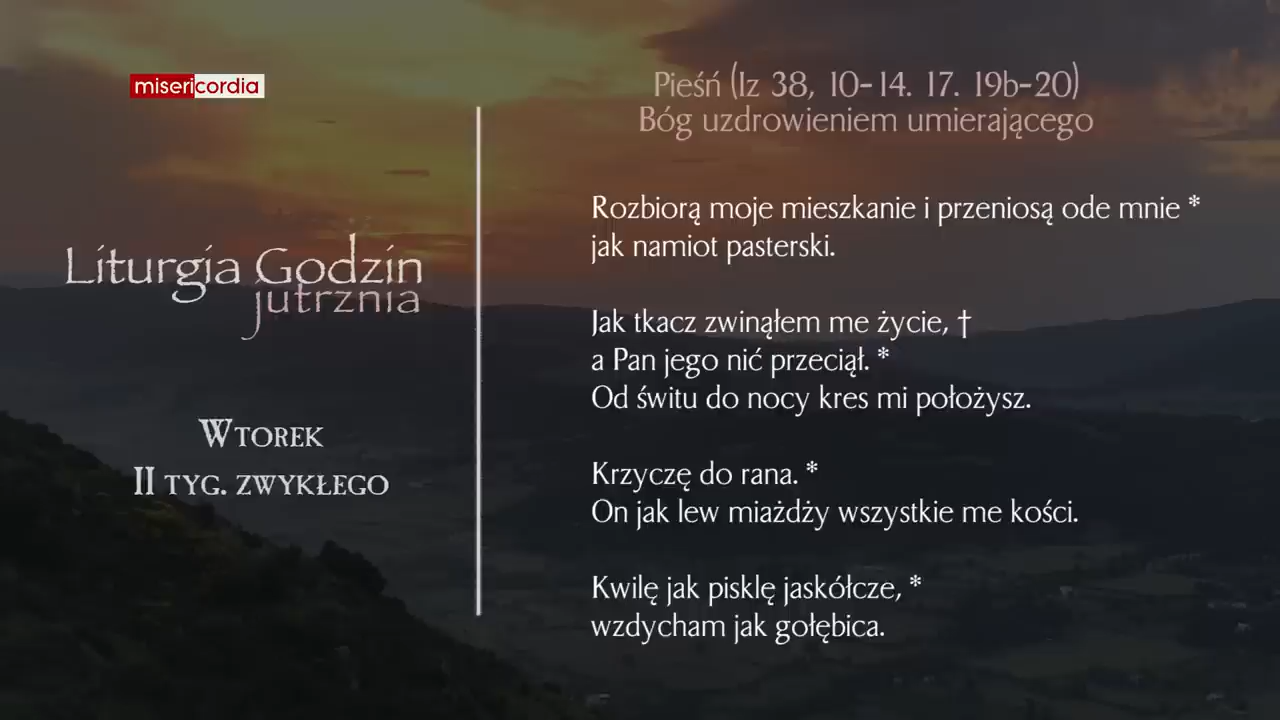 misericordia
Liturgia Godzin
jutrznia
Wtorek
II tyg. zwykłego
Pieśń (Iz 38, 10-14. 17. 19b-20)
Bóg uzdrowieniem umierającego
Rozbiorą moje mieszkanie i przeniosą ode mnie *
jak namiot pasterski.
Jak tkacz zwinąłem me życie, †
a Pan jego nić przeciął. *
Od świtu do nocy kres mi położysz.
Krzyczę do rana. *
On jak lew miażdży wszystkie me kości.
Kwilę jak pisklę jaskółcze, *
wzdycham jak gołębica.